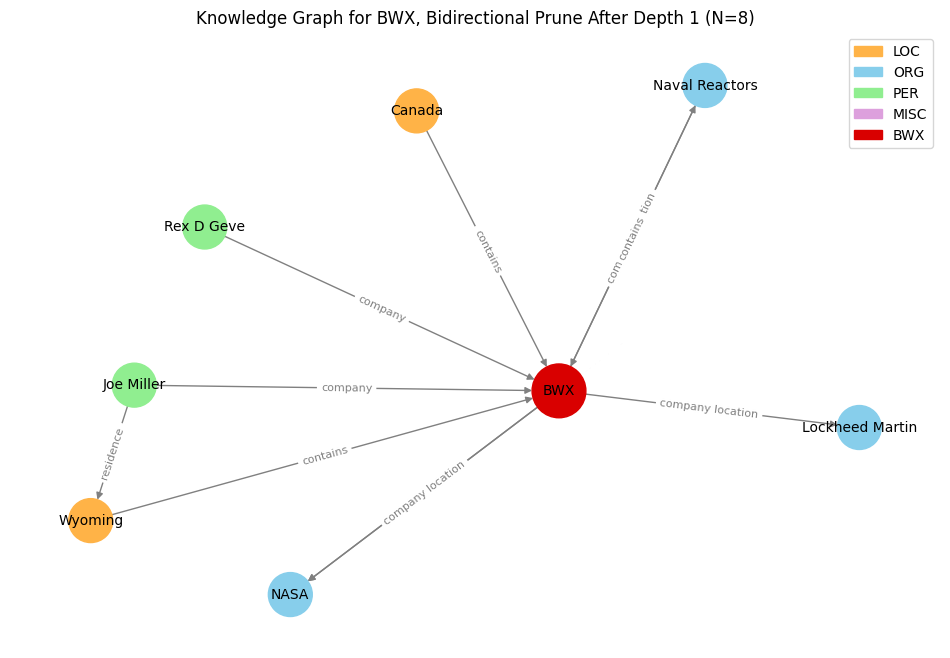 Knowledge Graph for BWX, Bidirectional Prune After Depth 1 (N=8)
LOC
ORG
PER
MISC
BWX
Naval Reactors
Canada
contains
Rex D Geve
company
com contains tion
Joe Miller
company
BWX
company location
Lockheed Martin
residence
contains
company location
Wyoming
NASA